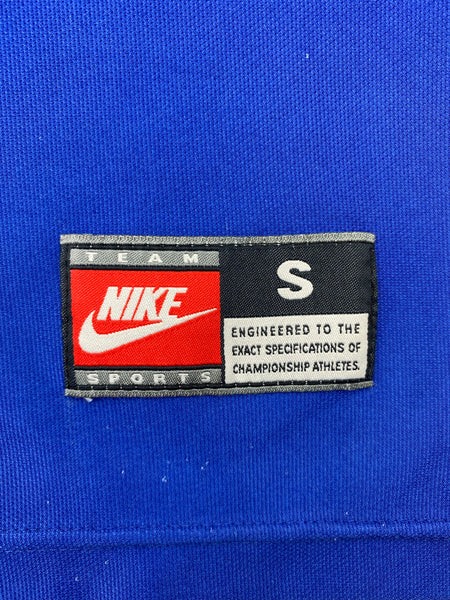 TEAM
NIKE
SPORTS
S
ENGINEERED TO THE
EXACT SPECIFICATIONS OF
CHAMPIONSHIP ATHLETES.